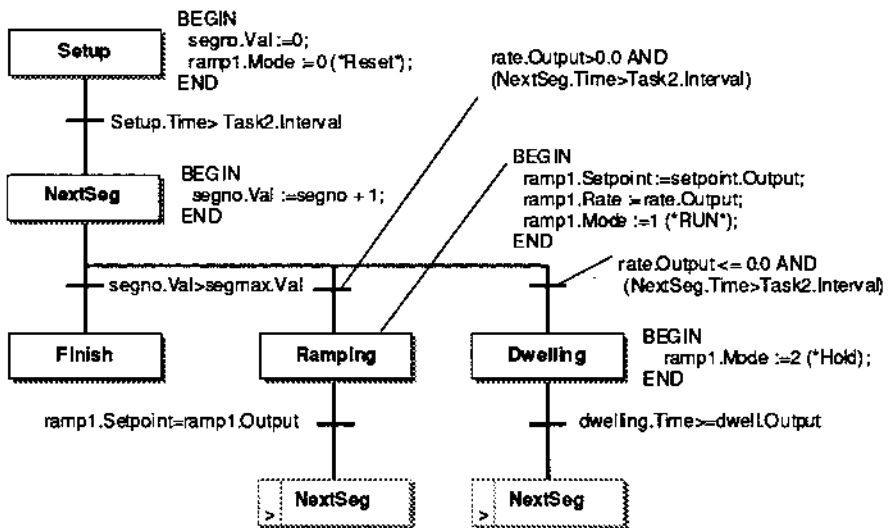 BEGIN
segno.Val :=0;
ramp1.Mode :=0 (*Reset*);
END
Setup
Setup.Time> Task2.Interval
rate.Output>0.0 AND
(NextSeg.Time>Task2.Interval)
BEGIN
segno.Val :=segno + 1;
END
NextSeg
BEGIN
ramp1.Setpoint :=setpoint.Output;
ramp1.Rate :=rate.Output;
ramp1.Mode :=1 (*RUN*);
END
segno.Val>segmax.Val
rate.Output <= 0.0 AND
(NextSeg.Time>Task2.Interval)
Finish
Ramping
Dwelling
BEGIN
ramp1.Mode :=2 (*Hold);
END
ramp1.Setpoint=ramp1.Output
dwelling.Time>=dwell.Output
> NextSeg
> NextSeg